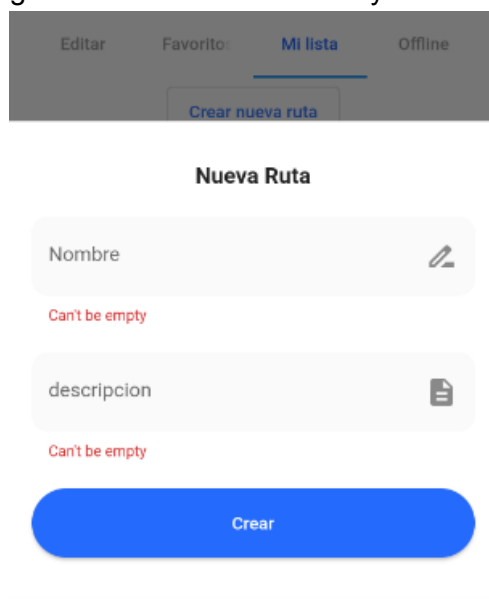 Editar Favoritos Mi lista Offline
Crear nueva ruta
Nueva Ruta
Nombre
Can't be empty
descripcion
Can't be empty
Crear